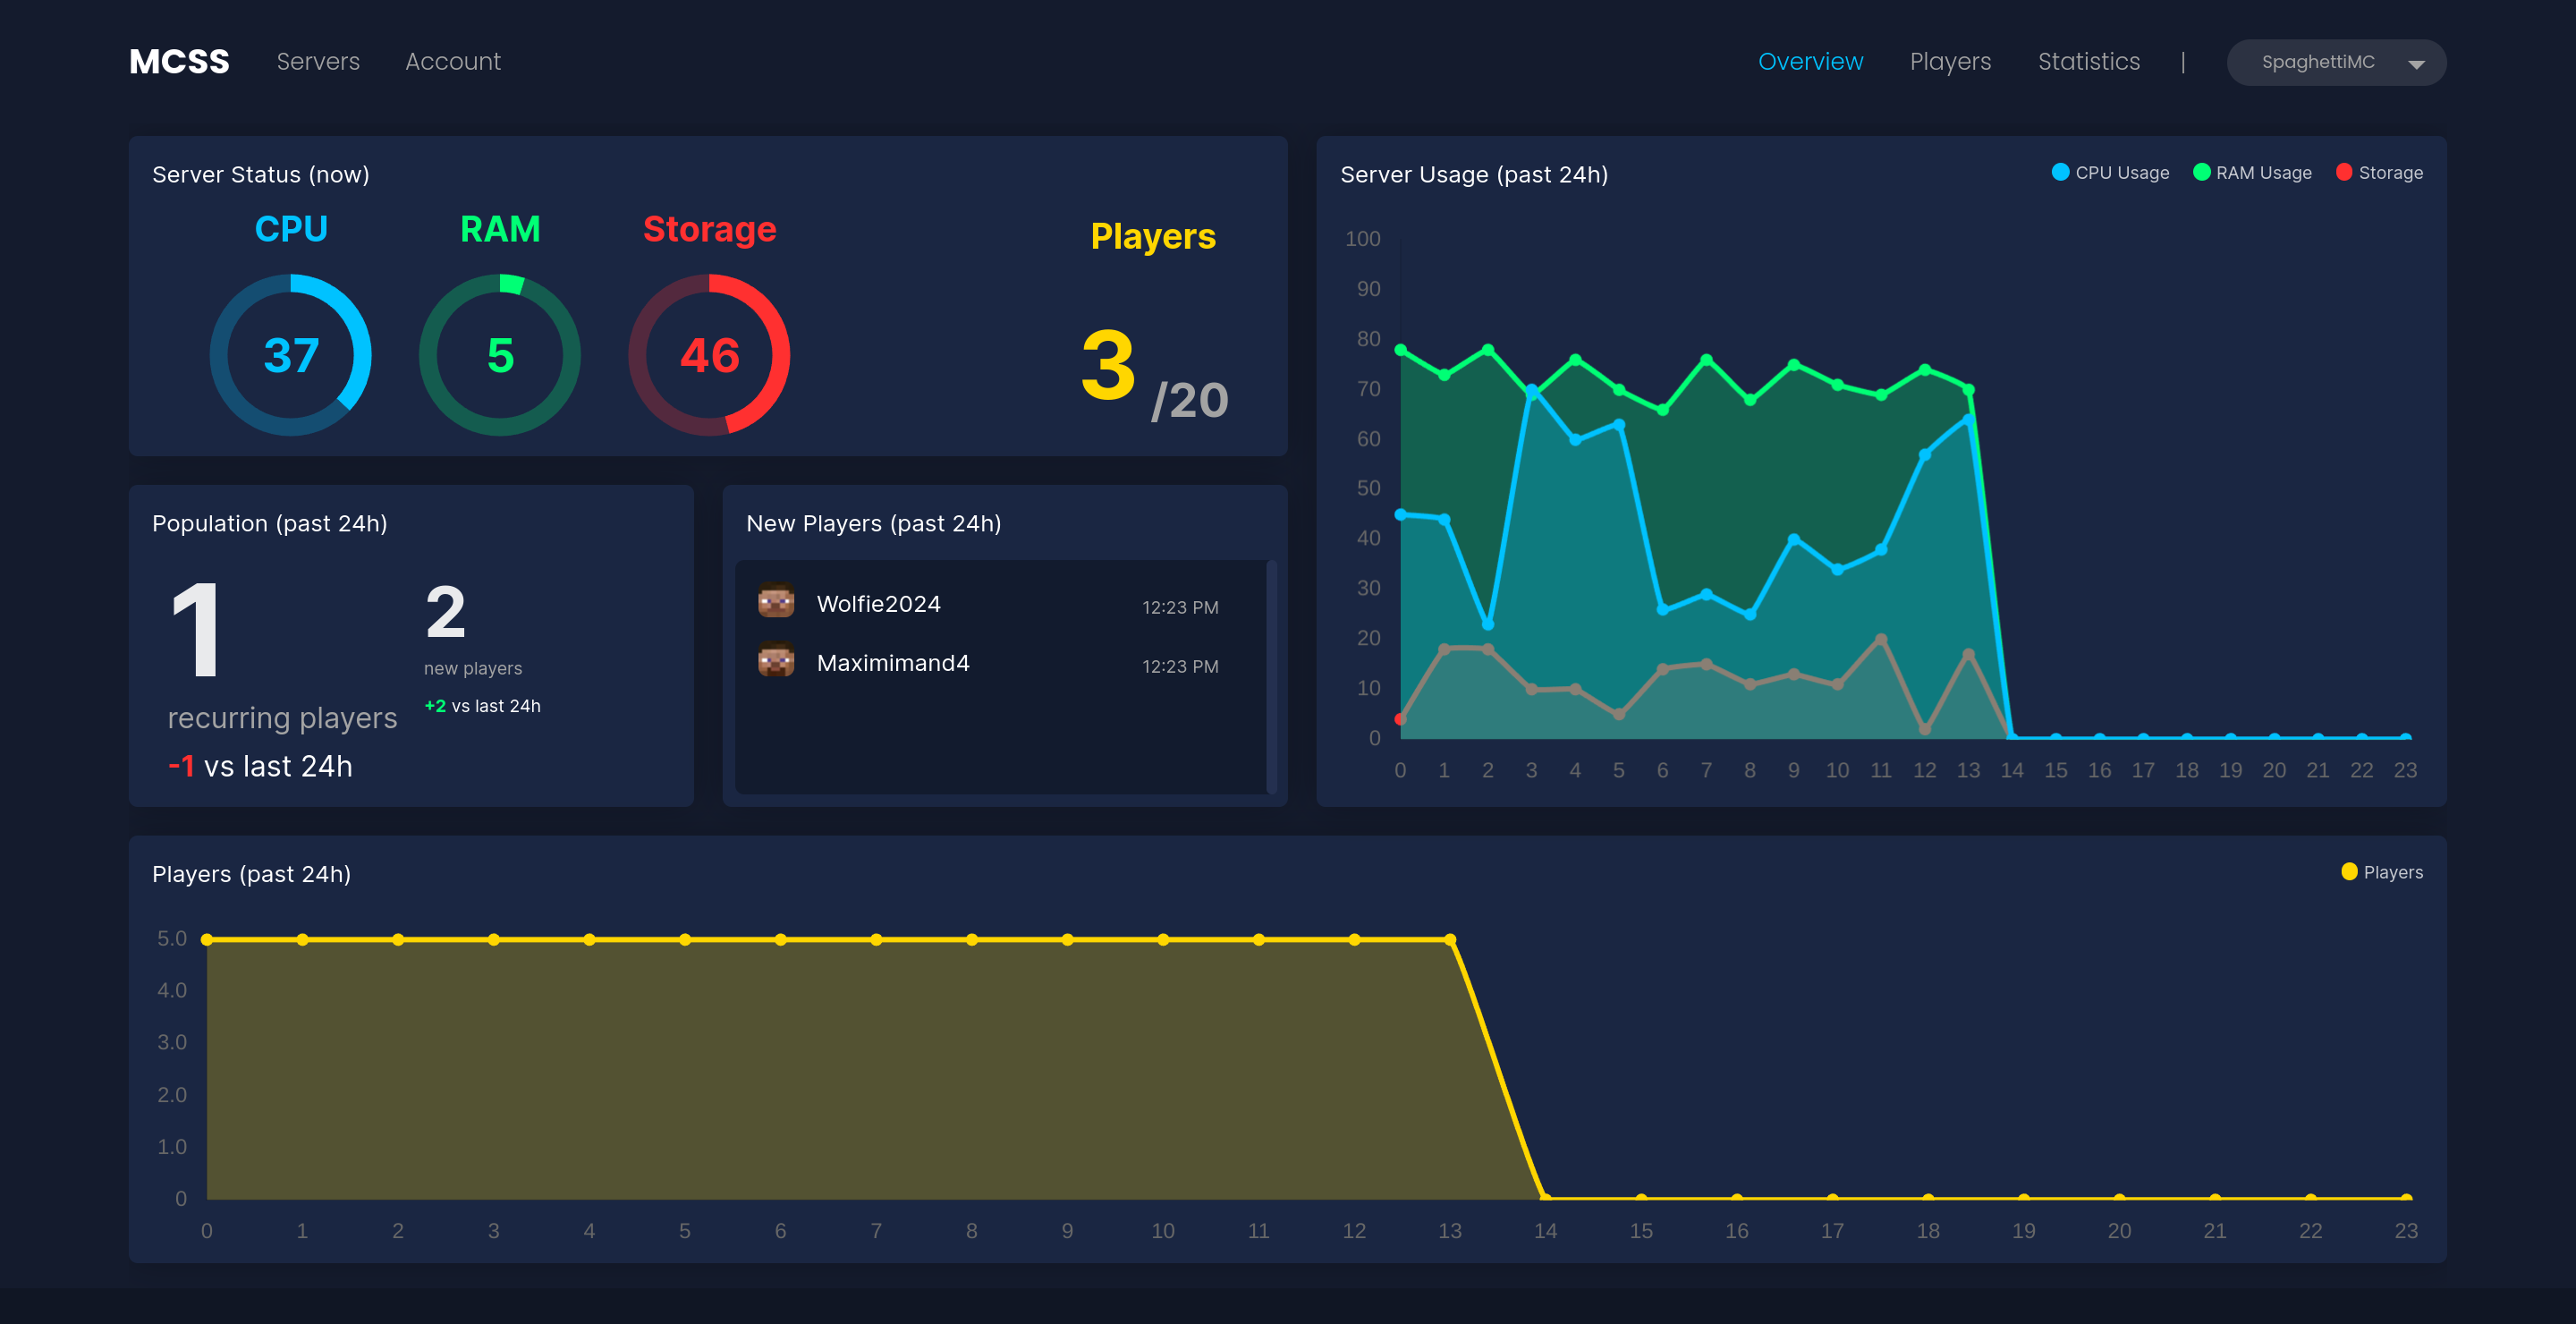 MCSS Servers Account Overview Players Statistics | SpaghettiMC
Server Status (now)
CPU RAM Storage Players
37 5 46 3 /20
Server Usage (past 24h) CPU Usage RAM Usage Storage
100
90
80
70
60
50
40
30
20
10
0
0 1 2 3 4 5 6 7 8 9 10 11 12 13 14 15 16 17 18 19 20 21 22 23
Population (past 24h)
1
recurring players
-1 vs last 24h
2
new players
+2 vs last 24h
New Players (past 24h)
Wolfie2024 12:23 PM
Maximimand4 12:23 PM
Players (past 24h) Players
5.0
4.0
3.0
2.0
1.0
0
0 1 2 3 4 5 6 7 8 9 10 11 12 13 14 15 16 17 18 19 20 21 22 23